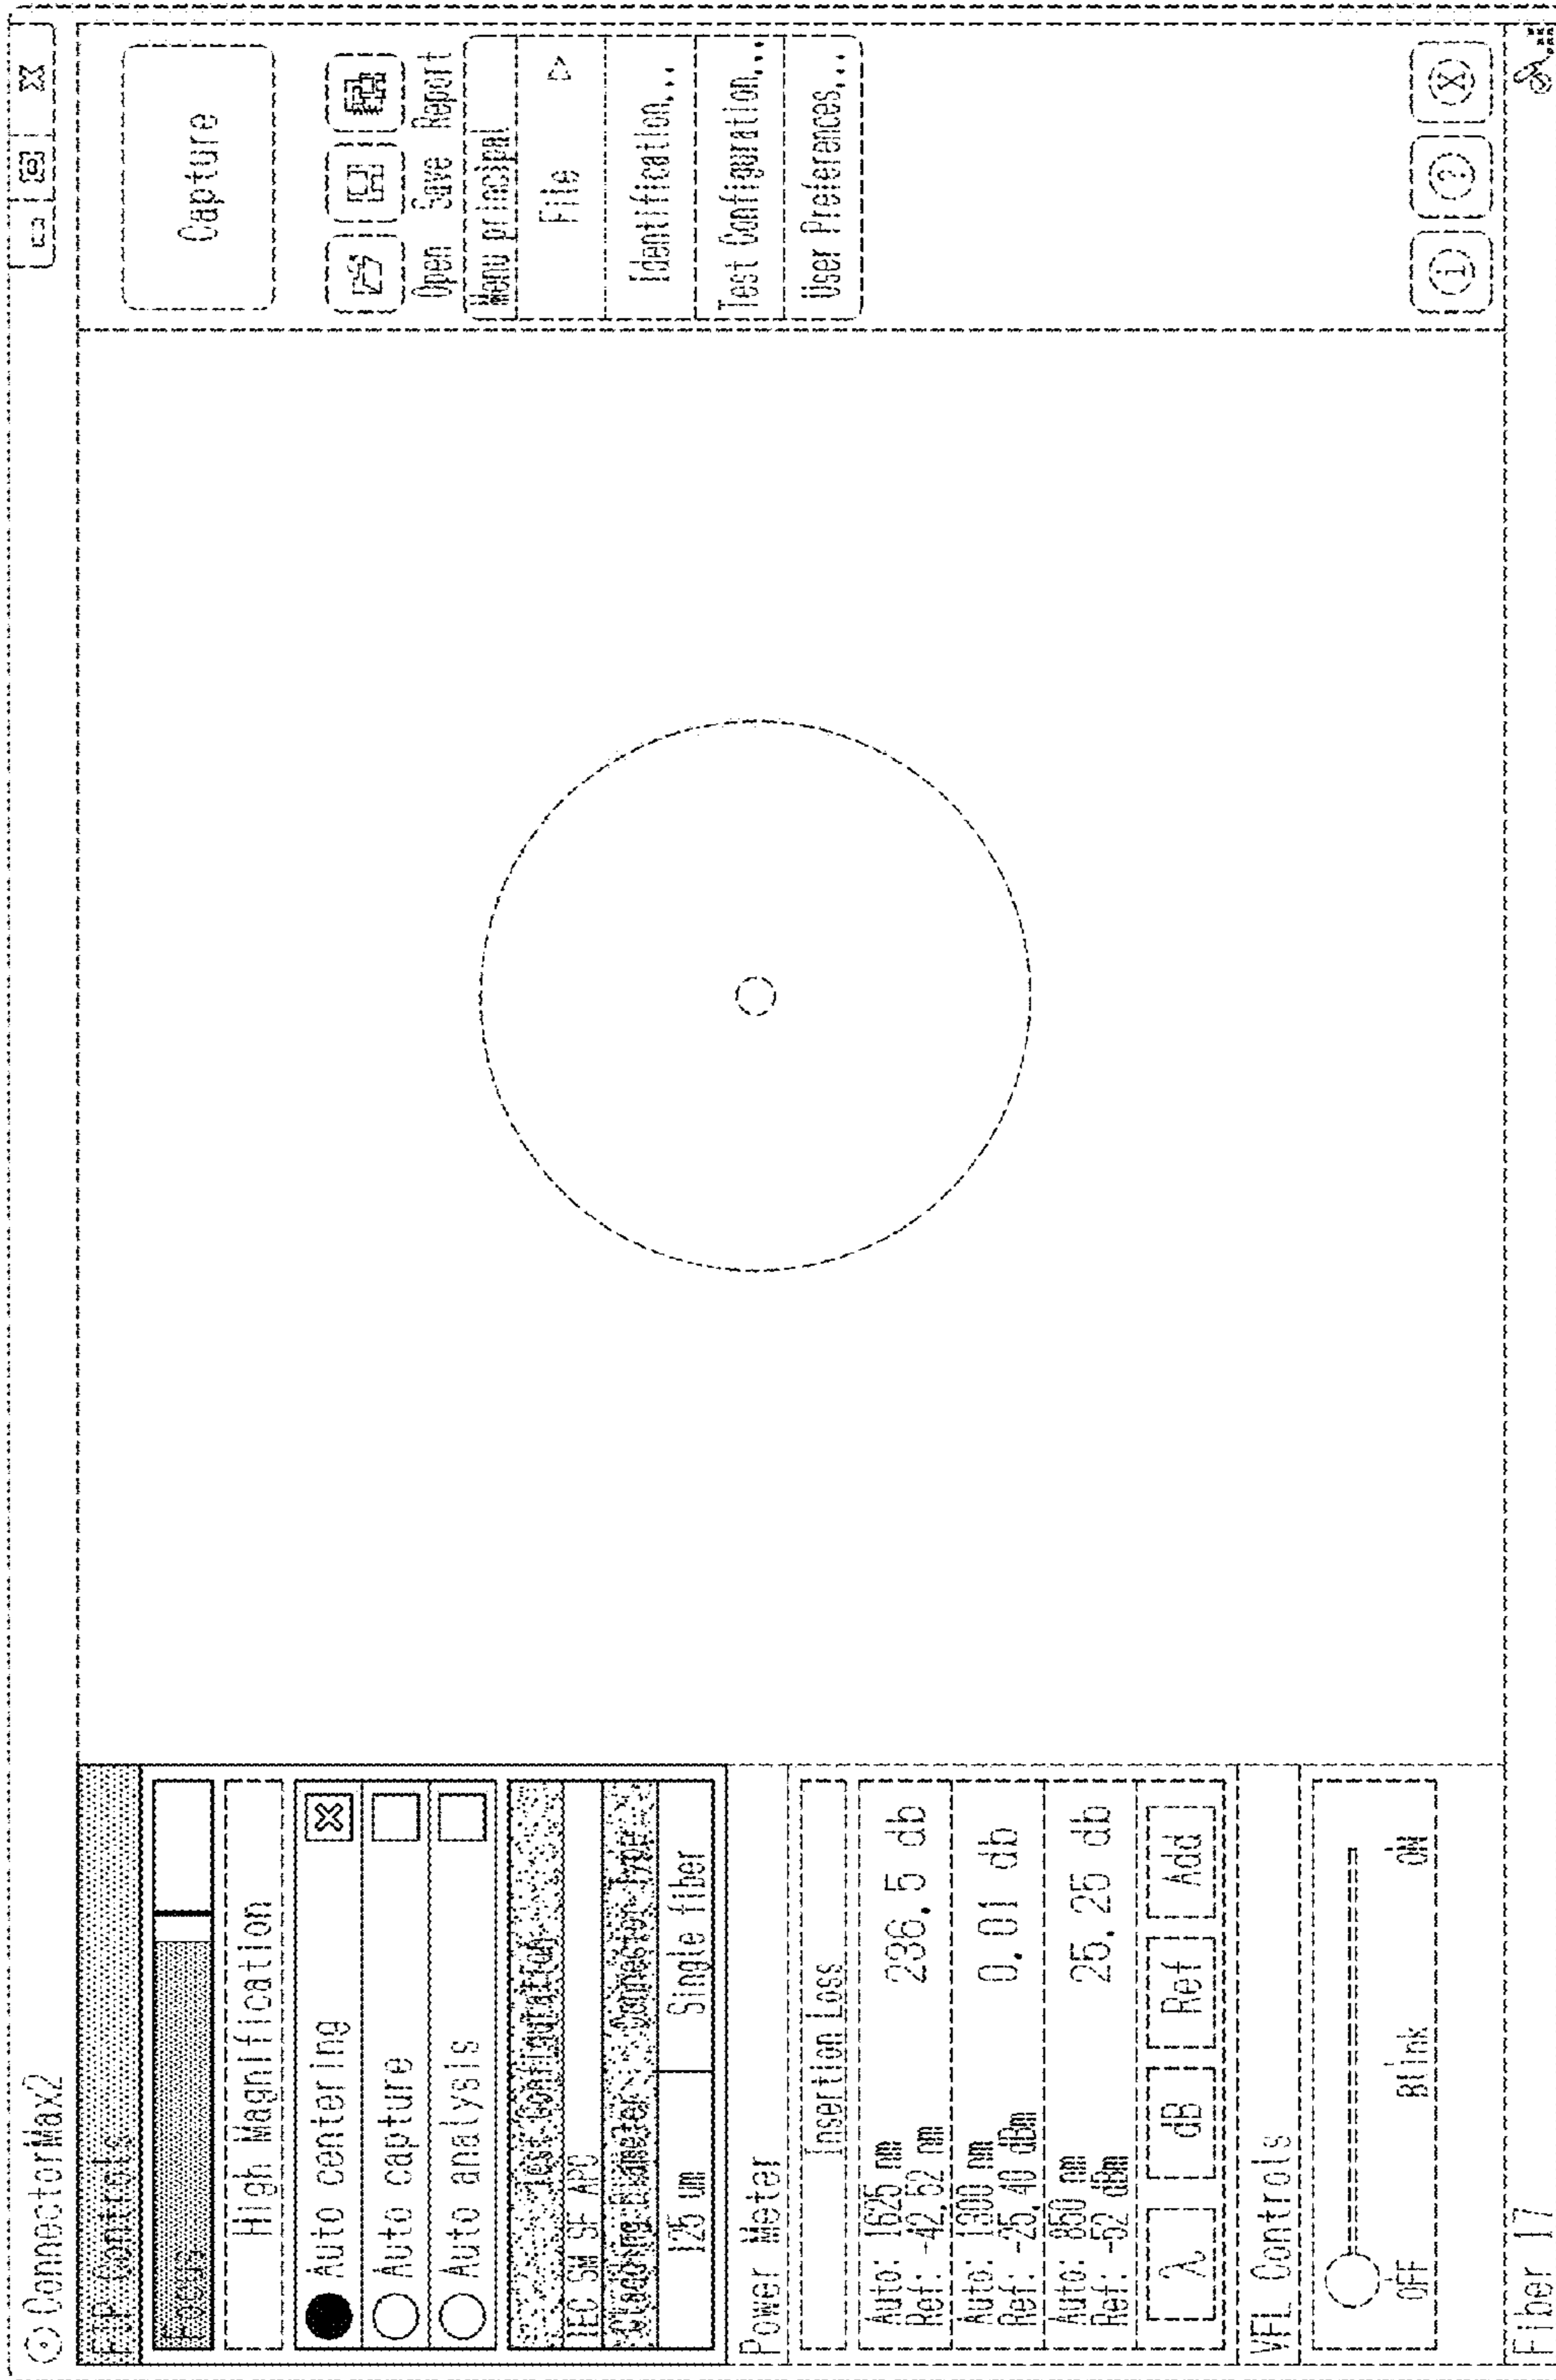 ConnectorMax2
Controls
Focus
High Magnification
Auto centering
Auto capture
Auto analysis
Test Configuration
IEC SM SF APC
Cladding Diameter Connector Type
125 um Single fiber
Power Meter
Insertion Loss
Auto: 1625 nm
Ref: -42,62 nm
236.5 db
Auto: 1300 nm
Ref: -25,40 dBm
0.01 db
Auto: 850 nm
Ref: -52 dBm
25.25 db
λ dB Ref Add
VFL Controls
OFF Blink ON
Fiber 17
Capture
Open Save Report
Menu principal
File
Identification...
Test Configuration...
User Preferences...
i ? X